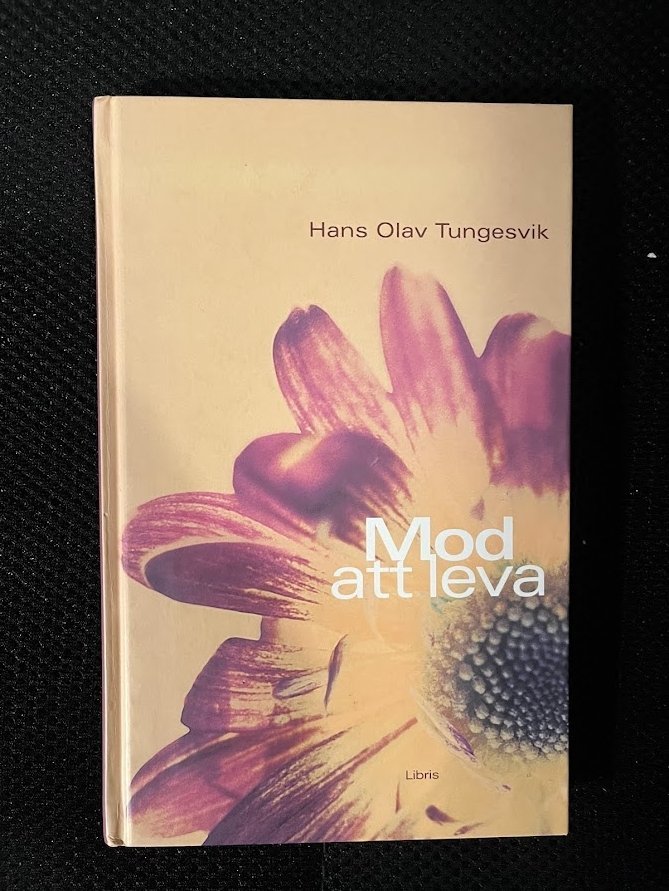 Hans Olav Tungesvik
Mod
att leva
Libris